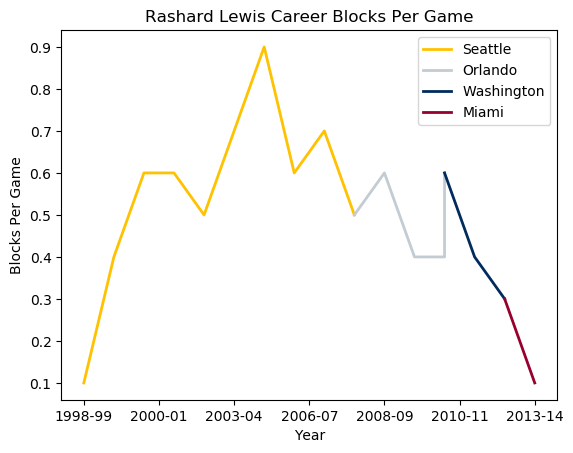 Rashard Lewis Career Blocks Per Game
Seattle
Orlando
Washington
Miami
Blocks Per Game
0.9
0.8
0.7
0.6
0.5
0.4
0.3
0.2
0.1
1998-99 2000-01 2003-04 2006-07 2008-09 2010-11 2013-14
Year